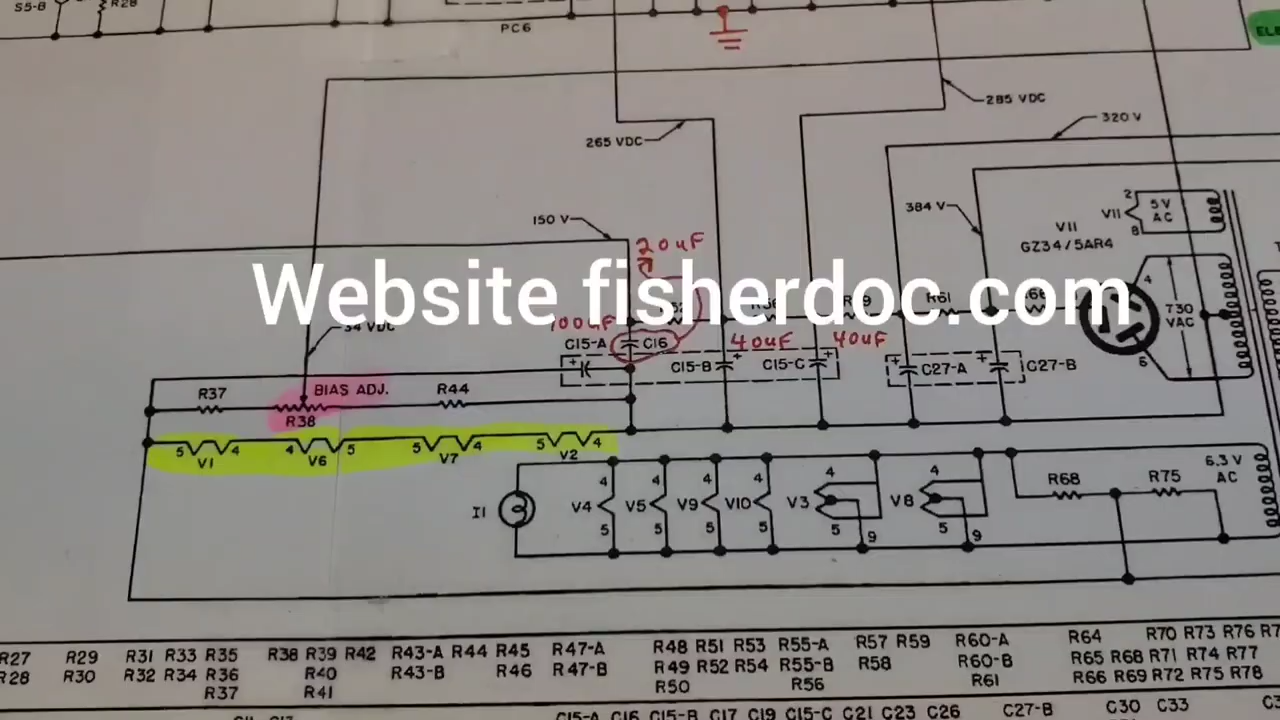 S5-B
R28
PC6
285 VDC
265 VDC
320 V
384 V
2
V11
8
5 V
AC
V11
GZ34/5AR4
150 V
20uF
4
730
VAC
6
Website fisherdoc.com
100uF
C15-A
C16
40uF
40uF
C15-B
C15-C
C27-A
C27-B
R37
BIAS ADJ.
R44
R38
5 V1 4
4 V6 5
5 V7 4
5 V2 4
6.3 V
AC
I1
4 V4 5
4 V5 5
4 V9 5
4 V10 5
4 V3 5 9
4 V8 5 9
R68
R75
R27 R29 R31 R33 R35 R38 R39 R42 R43-A R44 R45 R47-A R48 R51 R53 R55-A R57 R59 R60-A R64 R70 R73 R76
R28 R30 R32 R34 R36 R40 R43-B R46 R47-B R49 R52 R54 R55-B R58 R60-B R65 R68 R71 R74 R77
R37 R41 R50 R56 R61 R66 R69 R72 R75 R78
C15-A C16 C15-B C17 C19 C15-C C21 C23 C26 C27-B C30 C33